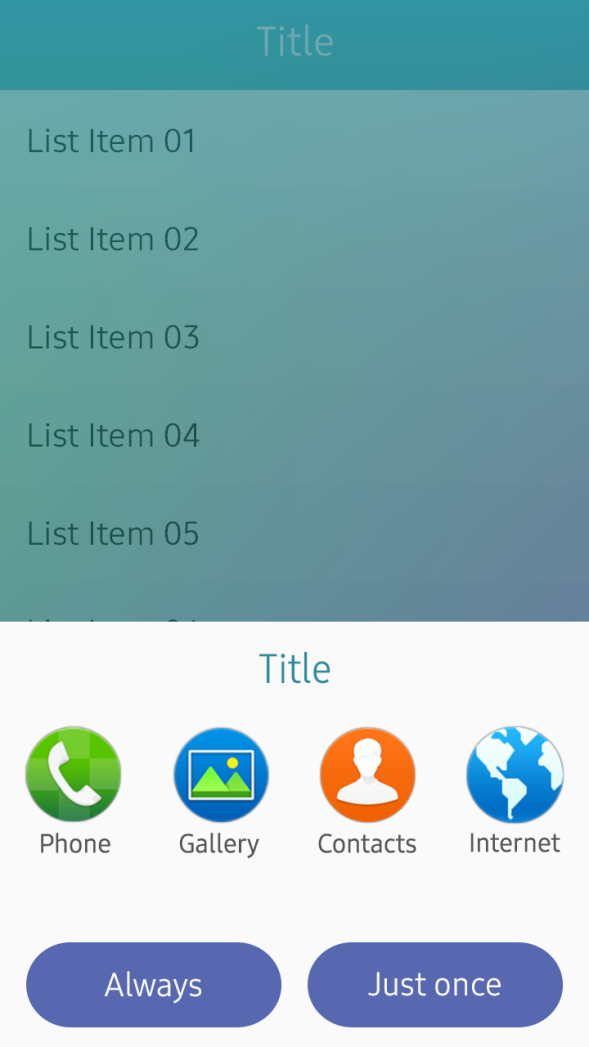 Title
List Item 01
List Item 02
List Item 03
List Item 04
List Item 05
Title
Phone Gallery Contacts Internet
Always Just once